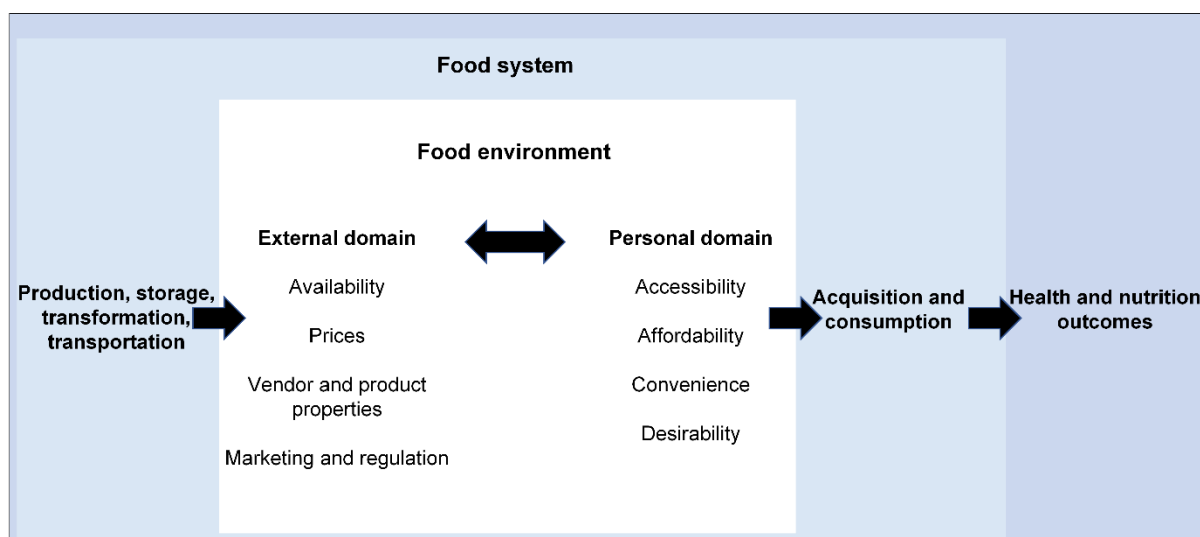 Food system
Food environment
External domain
Personal domain
Availability
Accessibility
Production, storage,
transformation,
transportation
Prices
Affordability
Acquisition and
consumption
Health and nutrition
outcomes
Vendor and product
properties
Convenience
Desirability
Marketing and regulation